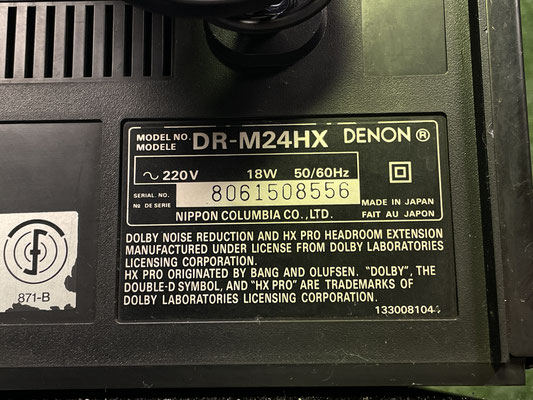 MODEL NO. DR-M24HX DENON®
MODELE
~ 220V 18W 50/60Hz
SERIAL NO. 8061508556
No DE SERIE
MADE IN JAPAN
NIPPON COLUMBIA CO., LTD. FAIT AU JAPON
DOLBY NOISE REDUCTION AND HX PRO HEADROOM EXTENSION
MANUFACTURED UNDER LICENSE FROM DOLBY LABORATORIES
LICENSING CORPORATION.
HX PRO ORIGINATED BY BANG AND OLUFSEN. "DOLBY", THE
DOUBLE-D SYMBOL, AND "HX PRO" ARE TRADEMARKS OF
DOLBY LABORATORIES LICENSING CORPORATION.
871-B